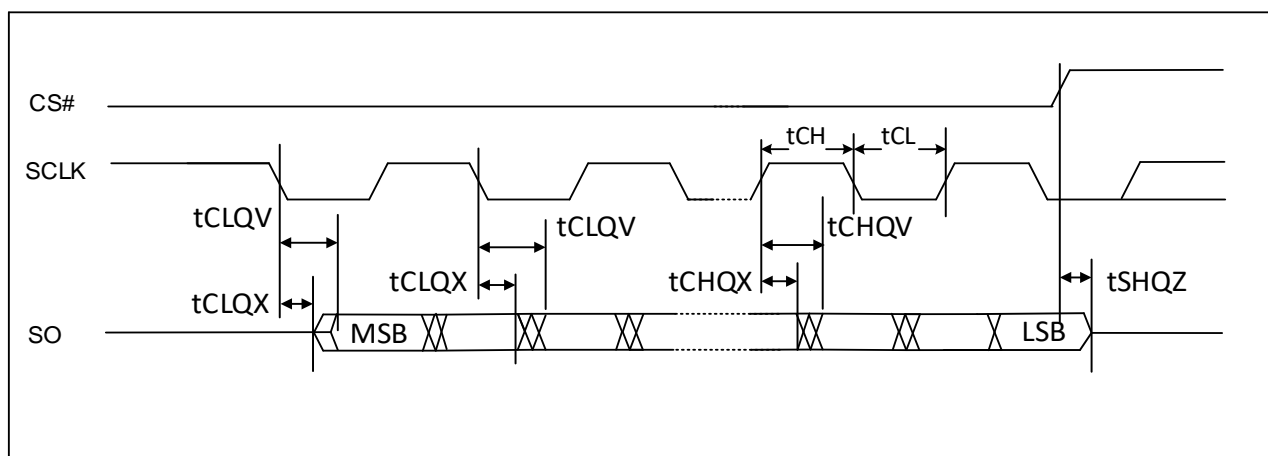 CS#
tCH tCL
SCLK
tCLQV tCLQV tCHQV
tCLQX tCLQX tCHQX tSHQZ
SO MSB LSB